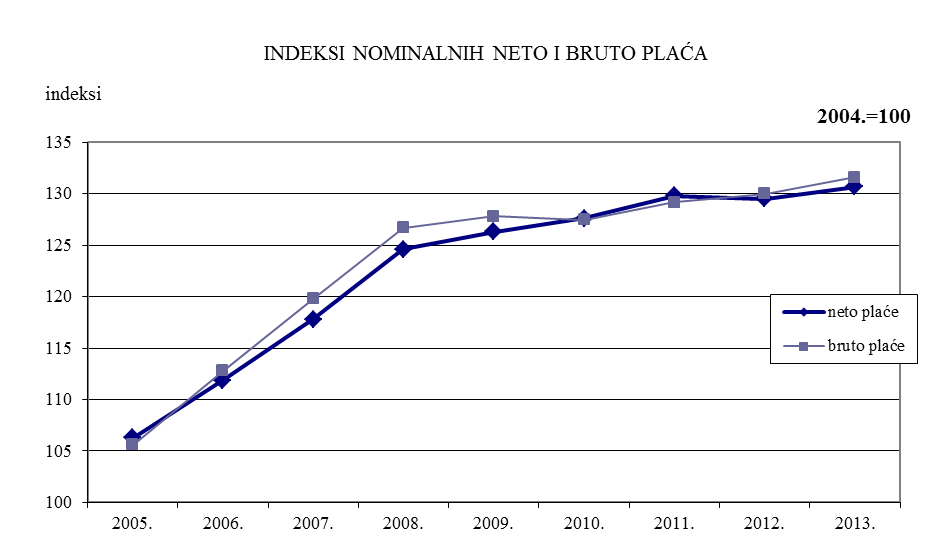 INDEKSI NOMINALNIH NETO I BRUTO PLAĆA
indeksi
2004.=100
135
130
125
120
115
110
105
100
neto plaće
bruto plaće
2005. 2006. 2007. 2008. 2009. 2010. 2011. 2012. 2013.